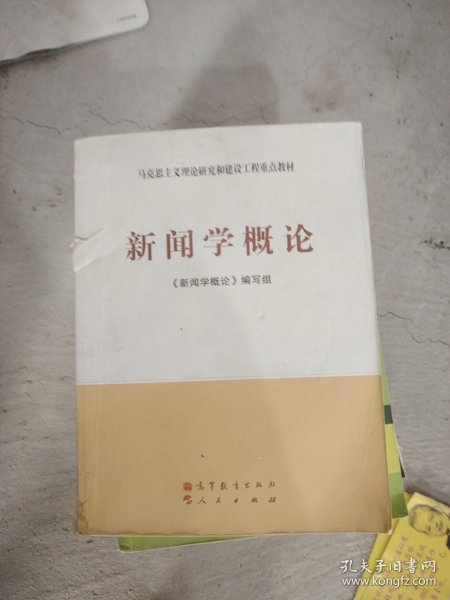 马克思主义理论研究和建设工程重点教材
新闻学概论
《新闻学概论》编写组
高等教育出版社
人民出版社
孔夫子旧书网
www.kongfz.com